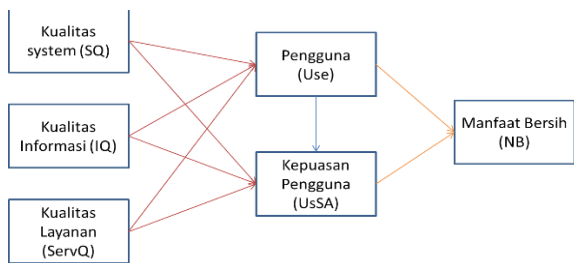 Kualitas
system (SQ)
Pengguna
(Use)
Kualitas
Informasi (IQ)
Manfaat Bersih
(NB)
Kepuasan
Pengguna
(UsSA)
Kualitas
Layanan
(ServQ)